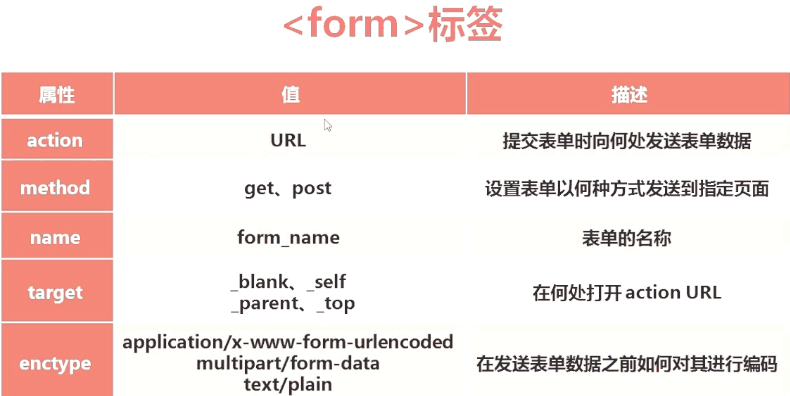 <form>标签
属性 值 描述
action URL 提交表单时向何处发送表单数据
method get、post 设置表单以何种方式发送到指定页面
name form_name 表单的名称
target _blank、_self
_parent、_top 在何处打开 action URL
enctype application/x-www-form-urlencoded
multipart/form-data
text/plain 在发送表单数据之前如何对其进行编码